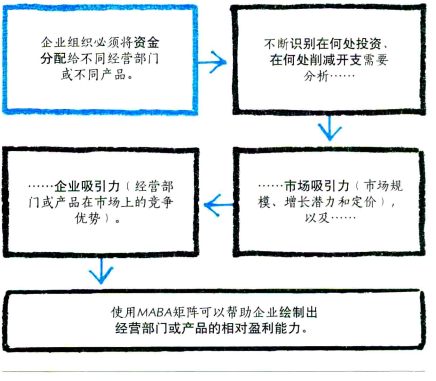 企业组织必须将资金
分配给不同经营部门
或不同产品。
不断识别在何处投资、
在何处削减开支需要
分析……
……市场吸引力（市场规
模、增长潜力和定价），
以及……
……企业吸引力（经营部
门或产品在市场上的竞争
优势）。
使用MABA矩阵可以帮助企业绘制出
经营部门或产品的相对盈利能力。